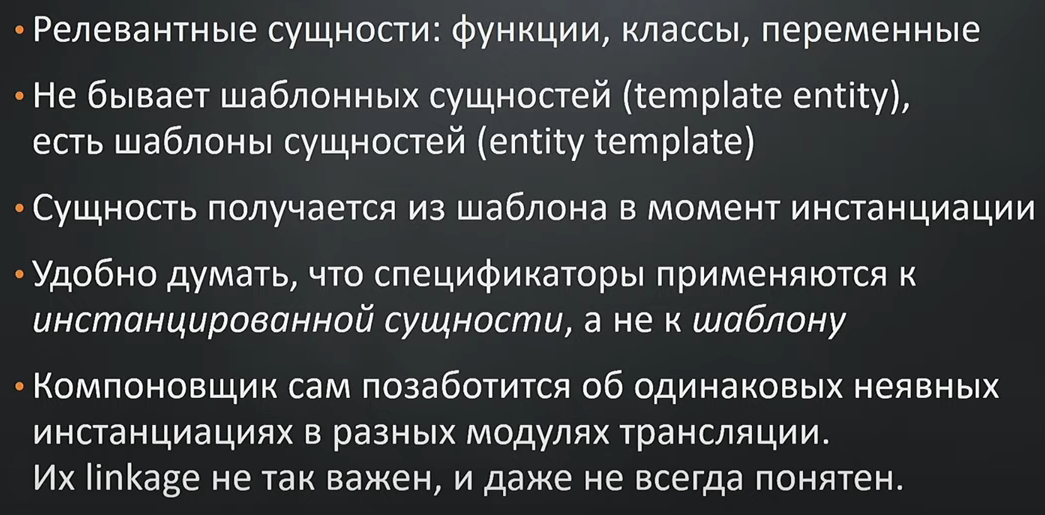 • Релевантные сущности: функции, классы, переменные
• Не бывает шаблонных сущностей (template entity),
есть шаблоны сущностей (entity template)
• Сущность получается из шаблона в момент инстанциации
• Удобно думать, что спецификаторы применяются к
инстанцированной сущности, а не к шаблону
• Компоновщик сам позаботится об одинаковых неявных
инстанциациях в разных модулях трансляции.
Их linkage не так важен, и даже не всегда понятен.